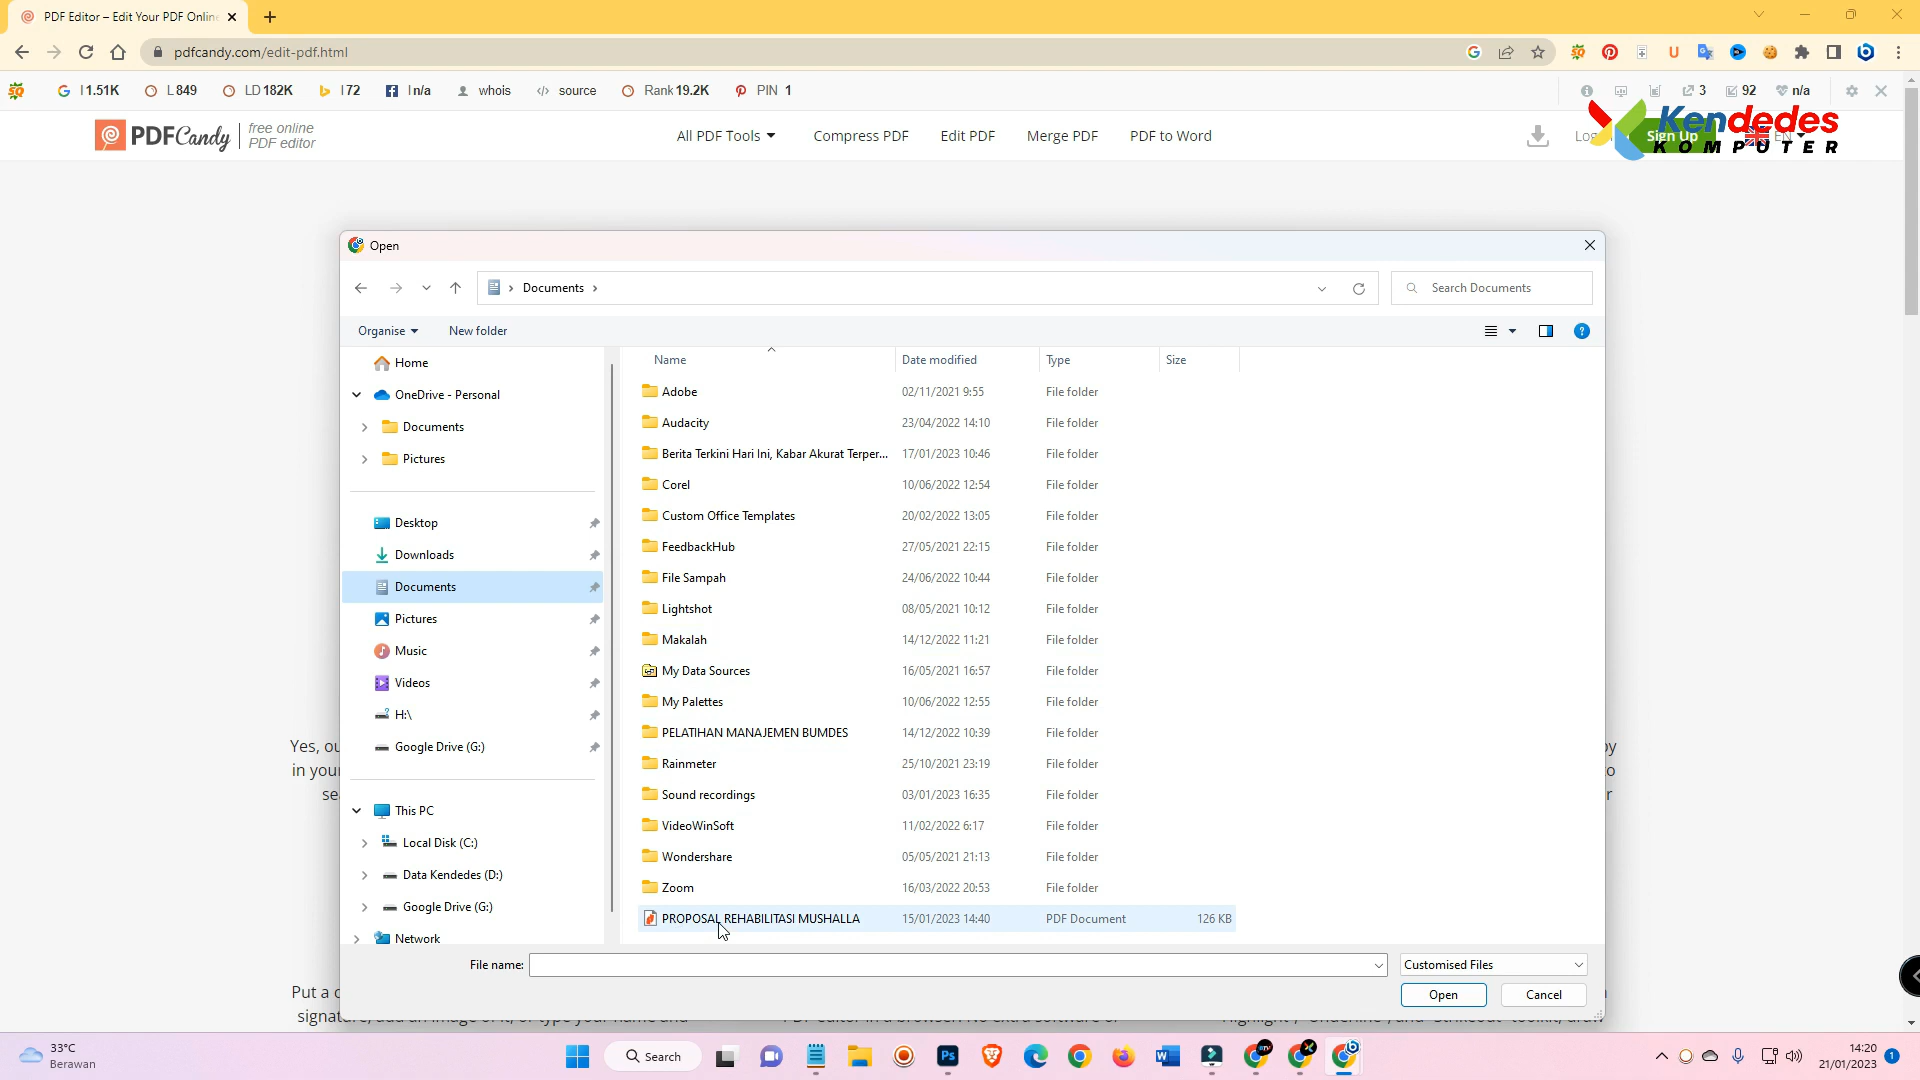 PDF Editor – Edit Your PDF Online
pdfcandy.com/edit-pdf.html
I 1.51K
L 849
LD 182K
I 72
I n/a
whois
source
Rank 19.2K
PIN 1
3
92
n/a
PDFCandy
free online
PDF editor
All PDF Tools
Compress PDF
Edit PDF
Merge PDF
PDF to Word
Sign Up
EN
Kendedes
KOMPUTER
Open
Documents
Search Documents
Organise
New folder
Home
OneDrive - Personal
Documents
Pictures
Desktop
Downloads
Documents
Pictures
Music
Videos
H:\
Google Drive (G:)
This PC
Local Disk (C:)
Data Kendedes (D:)
Google Drive (G:)
Network
Name Date modified Type Size
Adobe 02/11/2021 9:55 File folder
Audacity 23/04/2022 14:10 File folder
Berita Terkini Hari Ini, Kabar Akurat Terper... 17/01/2023 10:46 File folder
Corel 10/06/2022 12:54 File folder
Custom Office Templates 20/02/2022 13:05 File folder
FeedbackHub 27/05/2021 22:15 File folder
File Sampah 24/06/2022 10:44 File folder
Lightshot 08/05/2021 10:12 File folder
Makalah 14/12/2022 11:21 File folder
My Data Sources 16/05/2021 16:57 File folder
My Palettes 10/06/2022 12:55 File folder
PELATIHAN MANAJEMEN BUMDES 14/12/2022 10:39 File folder
Rainmeter 25/10/2021 23:19 File folder
Sound recordings 03/01/2023 16:35 File folder
VideoWinSoft 11/02/2022 6:17 File folder
Wondershare 05/05/2021 21:13 File folder
Zoom 16/03/2022 20:53 File folder
PROPOSAL REHABILITASI MUSHALLA 15/01/2023 14:40 PDF Document 126 KB
File name:
Customised Files
Open
Cancel
Yes, ou
in your
Put a
33°C
Berawan
Search
14:20
21/01/2023
1